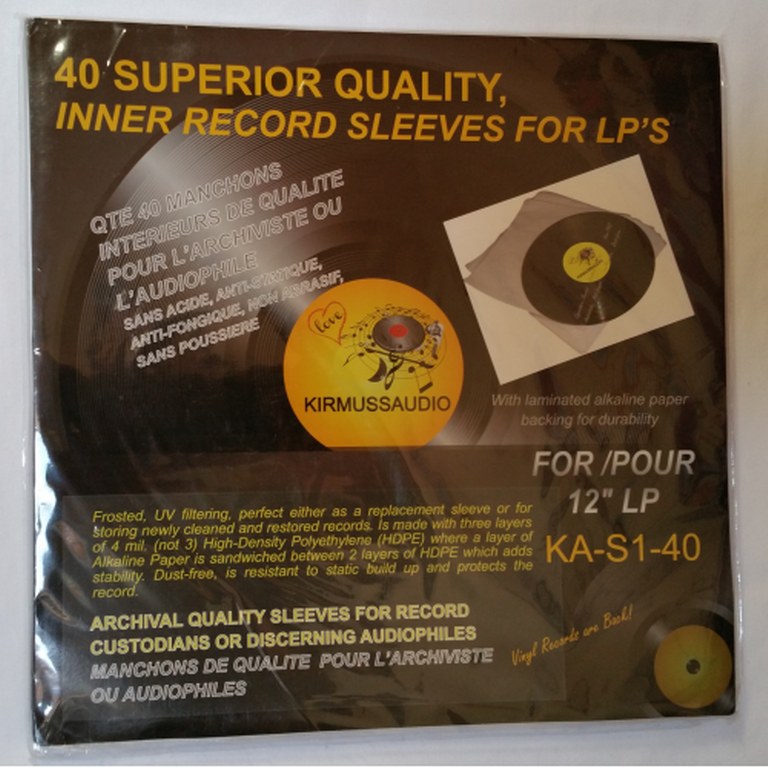 40 SUPERIOR QUALITY,
INNER RECORD SLEEVES FOR LP'S
QTE 40 MANCHONS
INTERIEURS DE QUALITE
POUR L'ARCHIVISTE OU
L'AUDIOPHILE
SANS ACIDE, ANTI-STATIQUE,
ANTI-FONGIQUE, NON ABRASIF,
SANS POUSSIERE
love
KIRMUSSAUDIO
With laminated alkaline paper
backing for durability
FOR /POUR
12" LP
KA-S1-40
Frosted, UV filtering, perfect either as a replacement sleeve or for
storing newly cleaned and restored records. Is made with three layers
of 4 mil. (not 3) High-Density Polyethylene (HDPE) where a layer of
Alkaline Paper is sandwiched between 2 layers of HDPE which adds
stability. Dust-free, is resistant to static build up and protects the
record.
ARCHIVAL QUALITY SLEEVES FOR RECORD
CUSTODIANS OR DISCERNING AUDIOPHILES
MANCHONS DE QUALITE POUR L'ARCHIVISTE
OU AUDIOPHILES
Vinyl Records are Back!